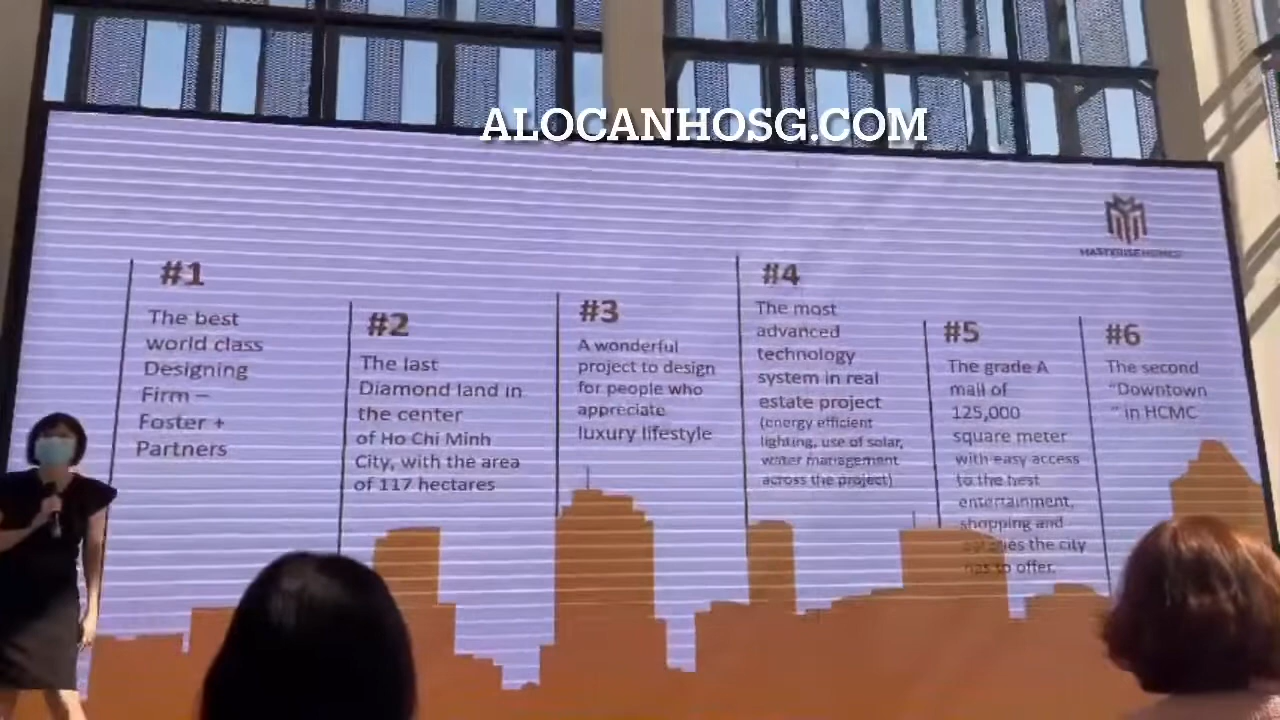 ALOCANHOSG.COM
MASTERISE HOMES
#1
The best
world class
Designing
Firm –
Foster +
Partners
#2
The last
Diamond land in
the center
of Ho Chi Minh
City, with the area
of 117 hectares
#3
A wonderful
project to design
for people who
appreciate
luxury lifestyle
#4
The most
advanced
technology
system in real
estate project
(energy efficient
lighting, use of solar,
water management
across the project)
#5
The grade A
mall of
125,000
square meter
with easy access
to the best
entertainment,
shopping and
the city
has to offer.
#6
The second
"Downtown
" in HCMC